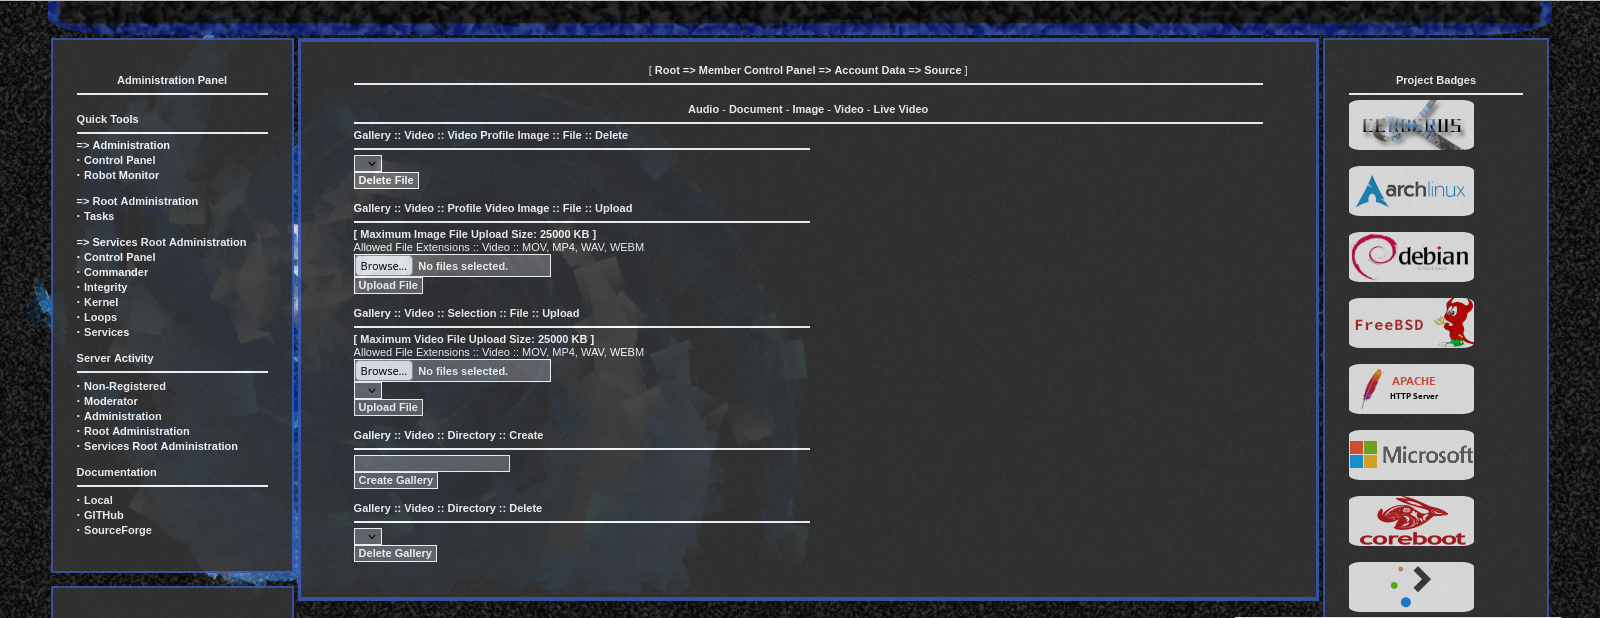 Administration Panel
Quick Tools
=> Administration
· Control Panel
· Robot Monitor
=> Root Administration
· Tasks
=> Services Root Administration
· Control Panel
· Commander
· Integrity
· Kernel
· Loops
· Services
Server Activity
· Non-Registered
· Moderator
· Administration
· Root Administration
· Services Root Administration
Documentation
· Local
· GITHub
· SourceForge
[ Root => Member Control Panel => Account Data => Source ]
Audio - Document - Image - Video - Live Video
Gallery :: Video :: Video Profile Image :: File :: Delete
Delete File
Gallery :: Video :: Profile Video Image :: File :: Upload
[ Maximum Image File Upload Size: 25000 KB ]
Allowed File Extensions :: Video :: MOV, MP4, WAV, WEBM
Browse... No files selected.
Upload File
Gallery :: Video :: Selection :: File :: Upload
[ Maximum Video File Upload Size: 25000 KB ]
Allowed File Extensions :: Video :: MOV, MP4, WAV, WEBM
Browse... No files selected.
Upload File
Gallery :: Video :: Directory :: Create
Create Gallery
Gallery :: Video :: Directory :: Delete
Delete Gallery
Project Badges
CERBERUS
archlinux
debian
FreeBSD
APACHE
HTTP Server
Microsoft
coreboot